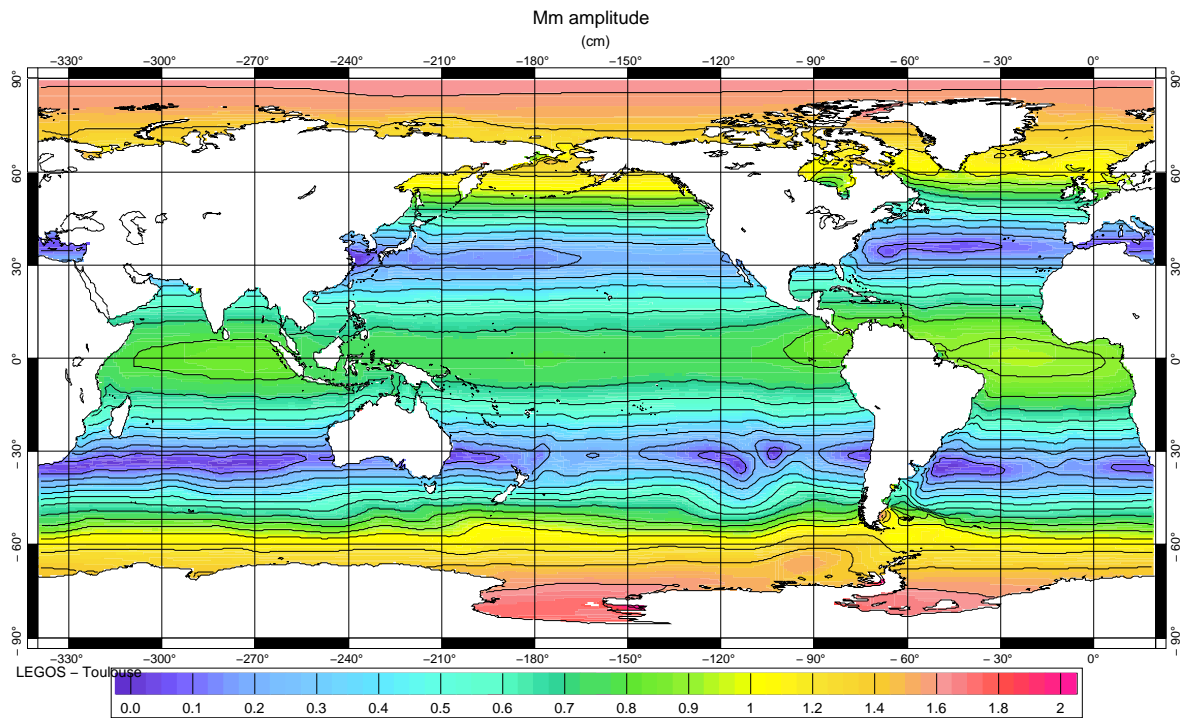 Mm amplitude
(cm)
−330° −300° −270° −240° −210° −180° −150° −120° −90° −60° −30° 0°
90° 90°
60° 60°
30° 30°
0° 0°
−30° −30°
−60° −60°
−90° −90°
−330° −300° −270° −240° −210° −180° −150° −120° −90° −60° −30° 0°
LEGOS − Toulouse
0.0 0.1 0.2 0.3 0.4 0.5 0.6 0.7 0.8 0.9 1 1.2 1.4 1.6 1.8 2